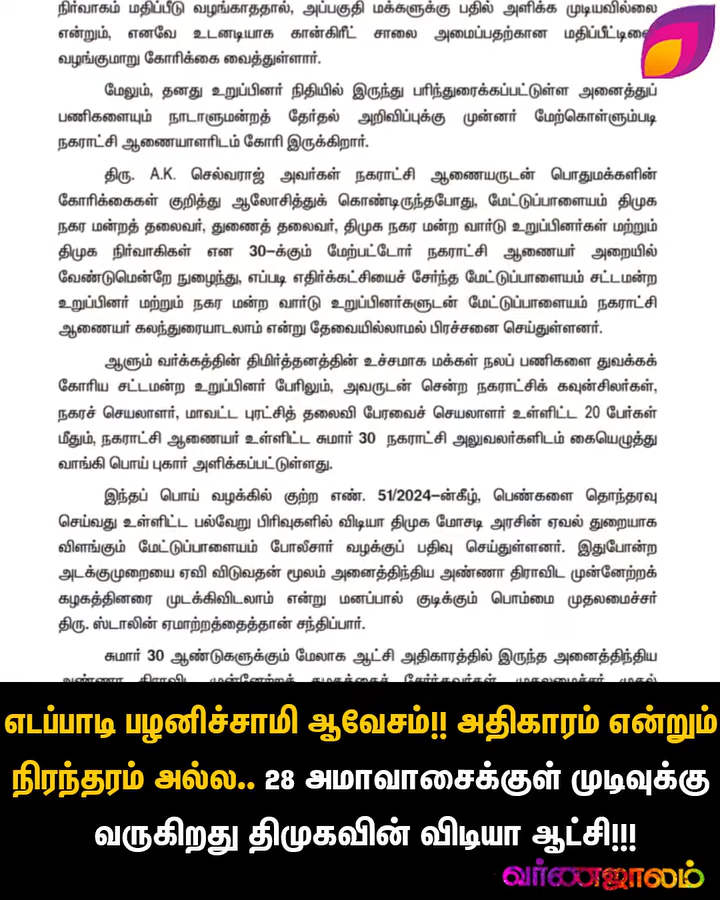 நிர்வாகம் மதிப்பீடு வழங்காததால், அப்பகுதி மக்களுக்கு பதில் அளிக்க முடியவில்லை
என்றும், எனவே உடனடியாக கான்கிரீட் சாலை அமைப்பதற்கான
வழங்குமாறு கோரிக்கை வைத்துள்ளார்.
மேலும், தனது உறுப்பினர் நிதியில் இருந்து பரிந்துரைக்கப்பட்டுள்ள அனைத்துப்
பணிகளையும் நாடாளுமன்றத் தேர்தல் அறிவிப்புக்கு முன்னர் மேற்கொள்ளும்படி
நகராட்சி ஆணையாளரிடம் கோரி இருக்கிறார்.
திரு. A.K. செல்வராஜ் அவர்கள் நகராட்சி ஆணையருடன் பொதுமக்களின்
கோரிக்கைகள் குறித்து ஆலோசித்துக் கொண்டிருந்தபோது, மேட்டுப்பாளையம் திமுக
நகர மன்றத் தலைவர், துணைத் தலைவர், திமுக நகர மன்ற வார்டு உறுப்பினர்கள் மற்றும்
திமுக நிர்வாகிகள் என 30-க்கும் மேற்பட்டோர் நகராட்சி ஆணையர் அறையில்
வேண்டுமென்றே நுழைந்து, எப்படி எதிர்க்கட்சியைச் சேர்ந்த மேட்டுப்பாளையம் சட்டமன்ற
உறுப்பினர் மற்றும் நகர மன்ற வார்டு உறுப்பினர்களுடன் மேட்டுப்பாளையம் நகராட்சி
ஆணையர் கலந்துரையாடலாம் என்று தேவையில்லாமல் பிரச்சனை செய்துள்ளனர்.
ஆளும் வர்க்கத்தின் திமிர்த்தனத்தின் உச்சமாக மக்கள் நலப் பணிகளை துவக்கக்
கோரிய சட்டமன்ற உறுப்பினர் பேரிலும், அவருடன் சென்ற நகராட்சிக் கவுன்சிலர்கள்,
நகரச் செயலாளர், மாவட்ட புரட்சித் தலைவி பேரவைச் செயலாளர் உள்ளிட்ட 20 பேர்கள்
மீதும், நகராட்சி ஆணையர் உள்ளிட்ட சுமார் 30 நகராட்சி அலுவலர்களிடம் கையெழுத்து
வாங்கி பொய் புகார் அளிக்கப்பட்டுள்ளது.
இந்தப் பொய் வழக்கில் குற்ற எண். 51/2024-ன்கீழ், பெண்களை தொந்தரவு
செய்வது உள்ளிட்ட பல்வேறு பிரிவுகளில் விடியா திமுக மோசடி அரசின் ஏவல் துறையாக
விளங்கும் மேட்டுப்பாளையம் போலீசார் வழக்குப் பதிவு செய்துள்ளனர். இதுபோன்ற
அடக்குமுறையை ஏவி விடுவதன் மூலம் அனைத்திந்திய அண்ணா திராவிட முன்னேற்றக்
கழகத்தினரை முடக்கிவிடலாம் என்று மனப்பால் குடிக்கும் பொம்மை முதலமைச்சர்
திரு. ஸ்டாலின் ஏமாற்றத்தைத்தான் சந்திப்பார்.
சுமார் 30 ஆண்டுகளுக்கும் மேலாக ஆட்சி அதிகாரத்தில் இருந்த அனைத்திந்திய
எடப்பாடி பழனிச்சாமி ஆவேசம்!! அதிகாரம் என்றும்
நிரந்தரம் அல்ல.. 28 அமாவாசைக்குள் முடிவுக்கு
வருகிறது திமுகவின் விடியா ஆட்சி!!!
வர்ணஜாலம்